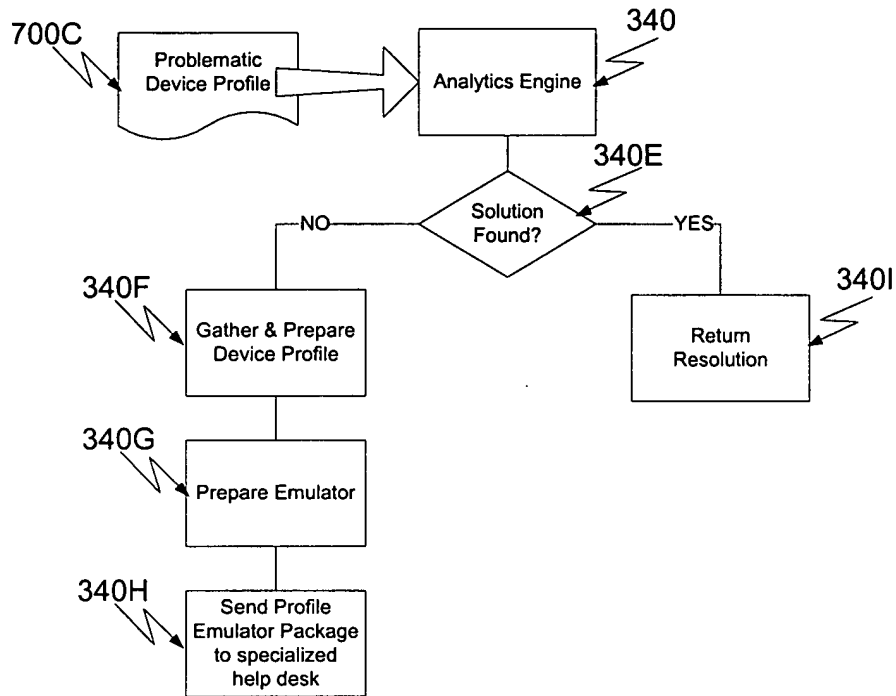 700C
Problematic
Device Profile
Analytics Engine
340
340E
Solution
Found?
NO
YES
340F
Gather & Prepare
Device Profile
340I
Return
Resolution
340G
Prepare Emulator
340H
Send Profile
Emulator Package
to specialized
help desk